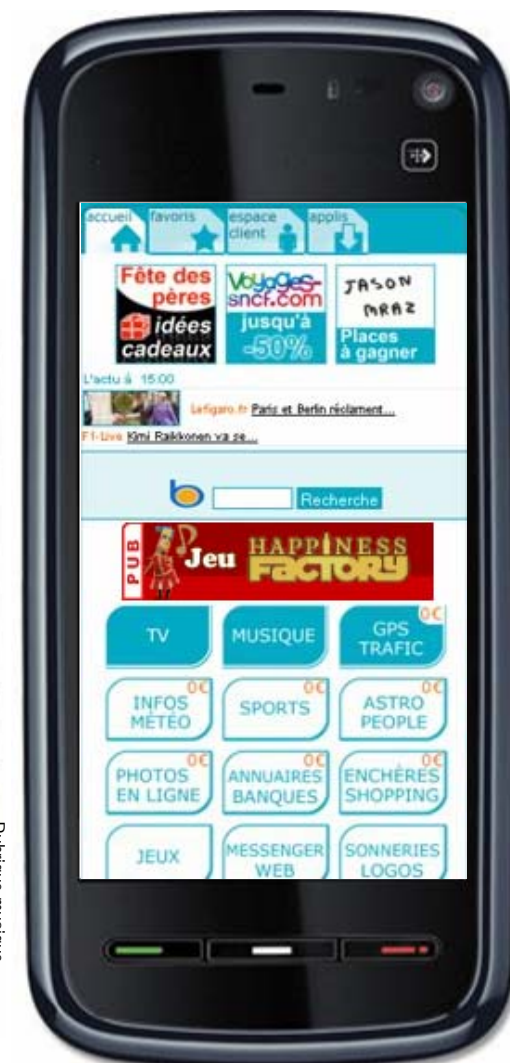 accueil favoris espace client applis
Fête des pères
idées cadeaux
Voyages-sncf.com
jusqu'à
-50%
JASON MRAZ
Places à gagner
L'actu à 15:00
Lefigaro.fr Paris et Berlin réclament...
F1-Live Kimi Raikkonen va se...
Recherche
PUB
Jeu HAPPINESS FACTORY
TV
MUSIQUE
GPS TRAFIC 0€
INFOS MÉTÉO 0€
SPORTS 0€
ASTRO PEOPLE 0€
PHOTOS EN LIGNE 0€
ANNUAIRES BANQUES 0€
ENCHÈRES SHOPPING 0€
JEUX
MESSENGER WEB
SONNERIES LOGOS
Rubrique musique